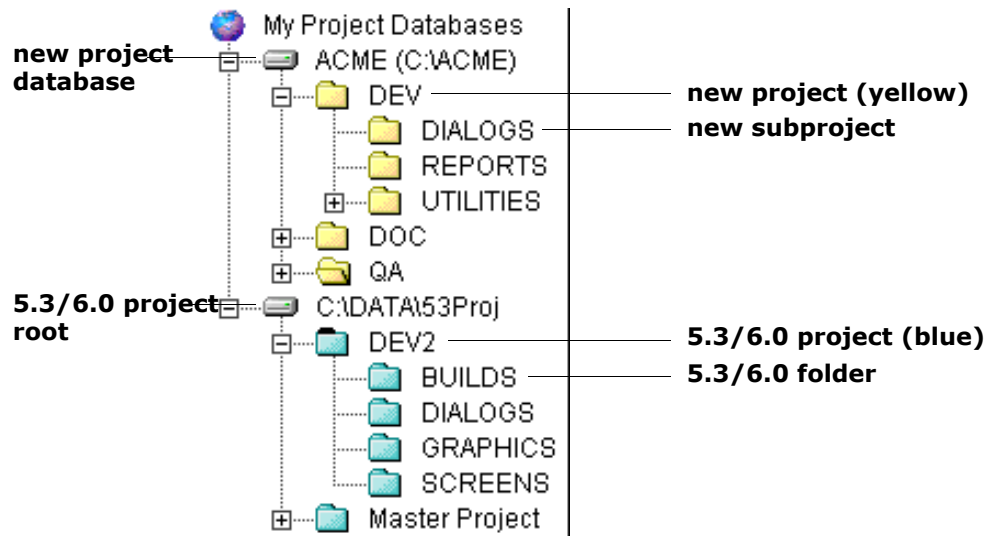 My Project Databases
new project database
ACME (C:\ACME)
DEV
new project (yellow)
DIALOGS
new subproject
REPORTS
UTILITIES
DOC
QA
5.3/6.0 project root
C:\DATA\53Proj
DEV2
5.3/6.0 project (blue)
BUILDS
5.3/6.0 folder
DIALOGS
GRAPHICS
SCREENS
Master Project